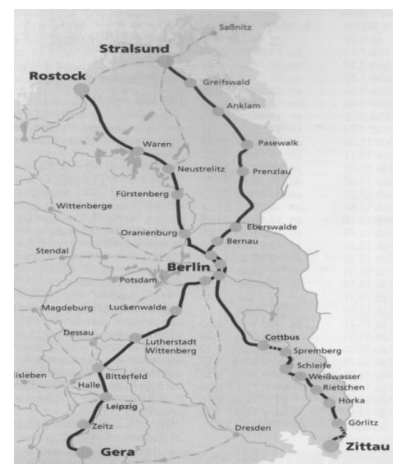 Saßnitz
Stralsund
Rostock
Greifswald
Anklam
Waren
Pasewalk
Neustrelitz
Prenzlau
Fürstenberg
Wittenberge
Eberswalde
Oranienburg
Bernau
Stendal
Berlin
Potsdam
Magdeburg
Luckenwalde
Dessau
Cottbus
Lutherstadt
Wittenberg
Spremberg
Schleife
Bitterfeld
Weißwasser
Eisleben
Halle
Rietschen
Leipzig
Horka
Zeitz
Görlitz
Dresden
Zittau
Gera